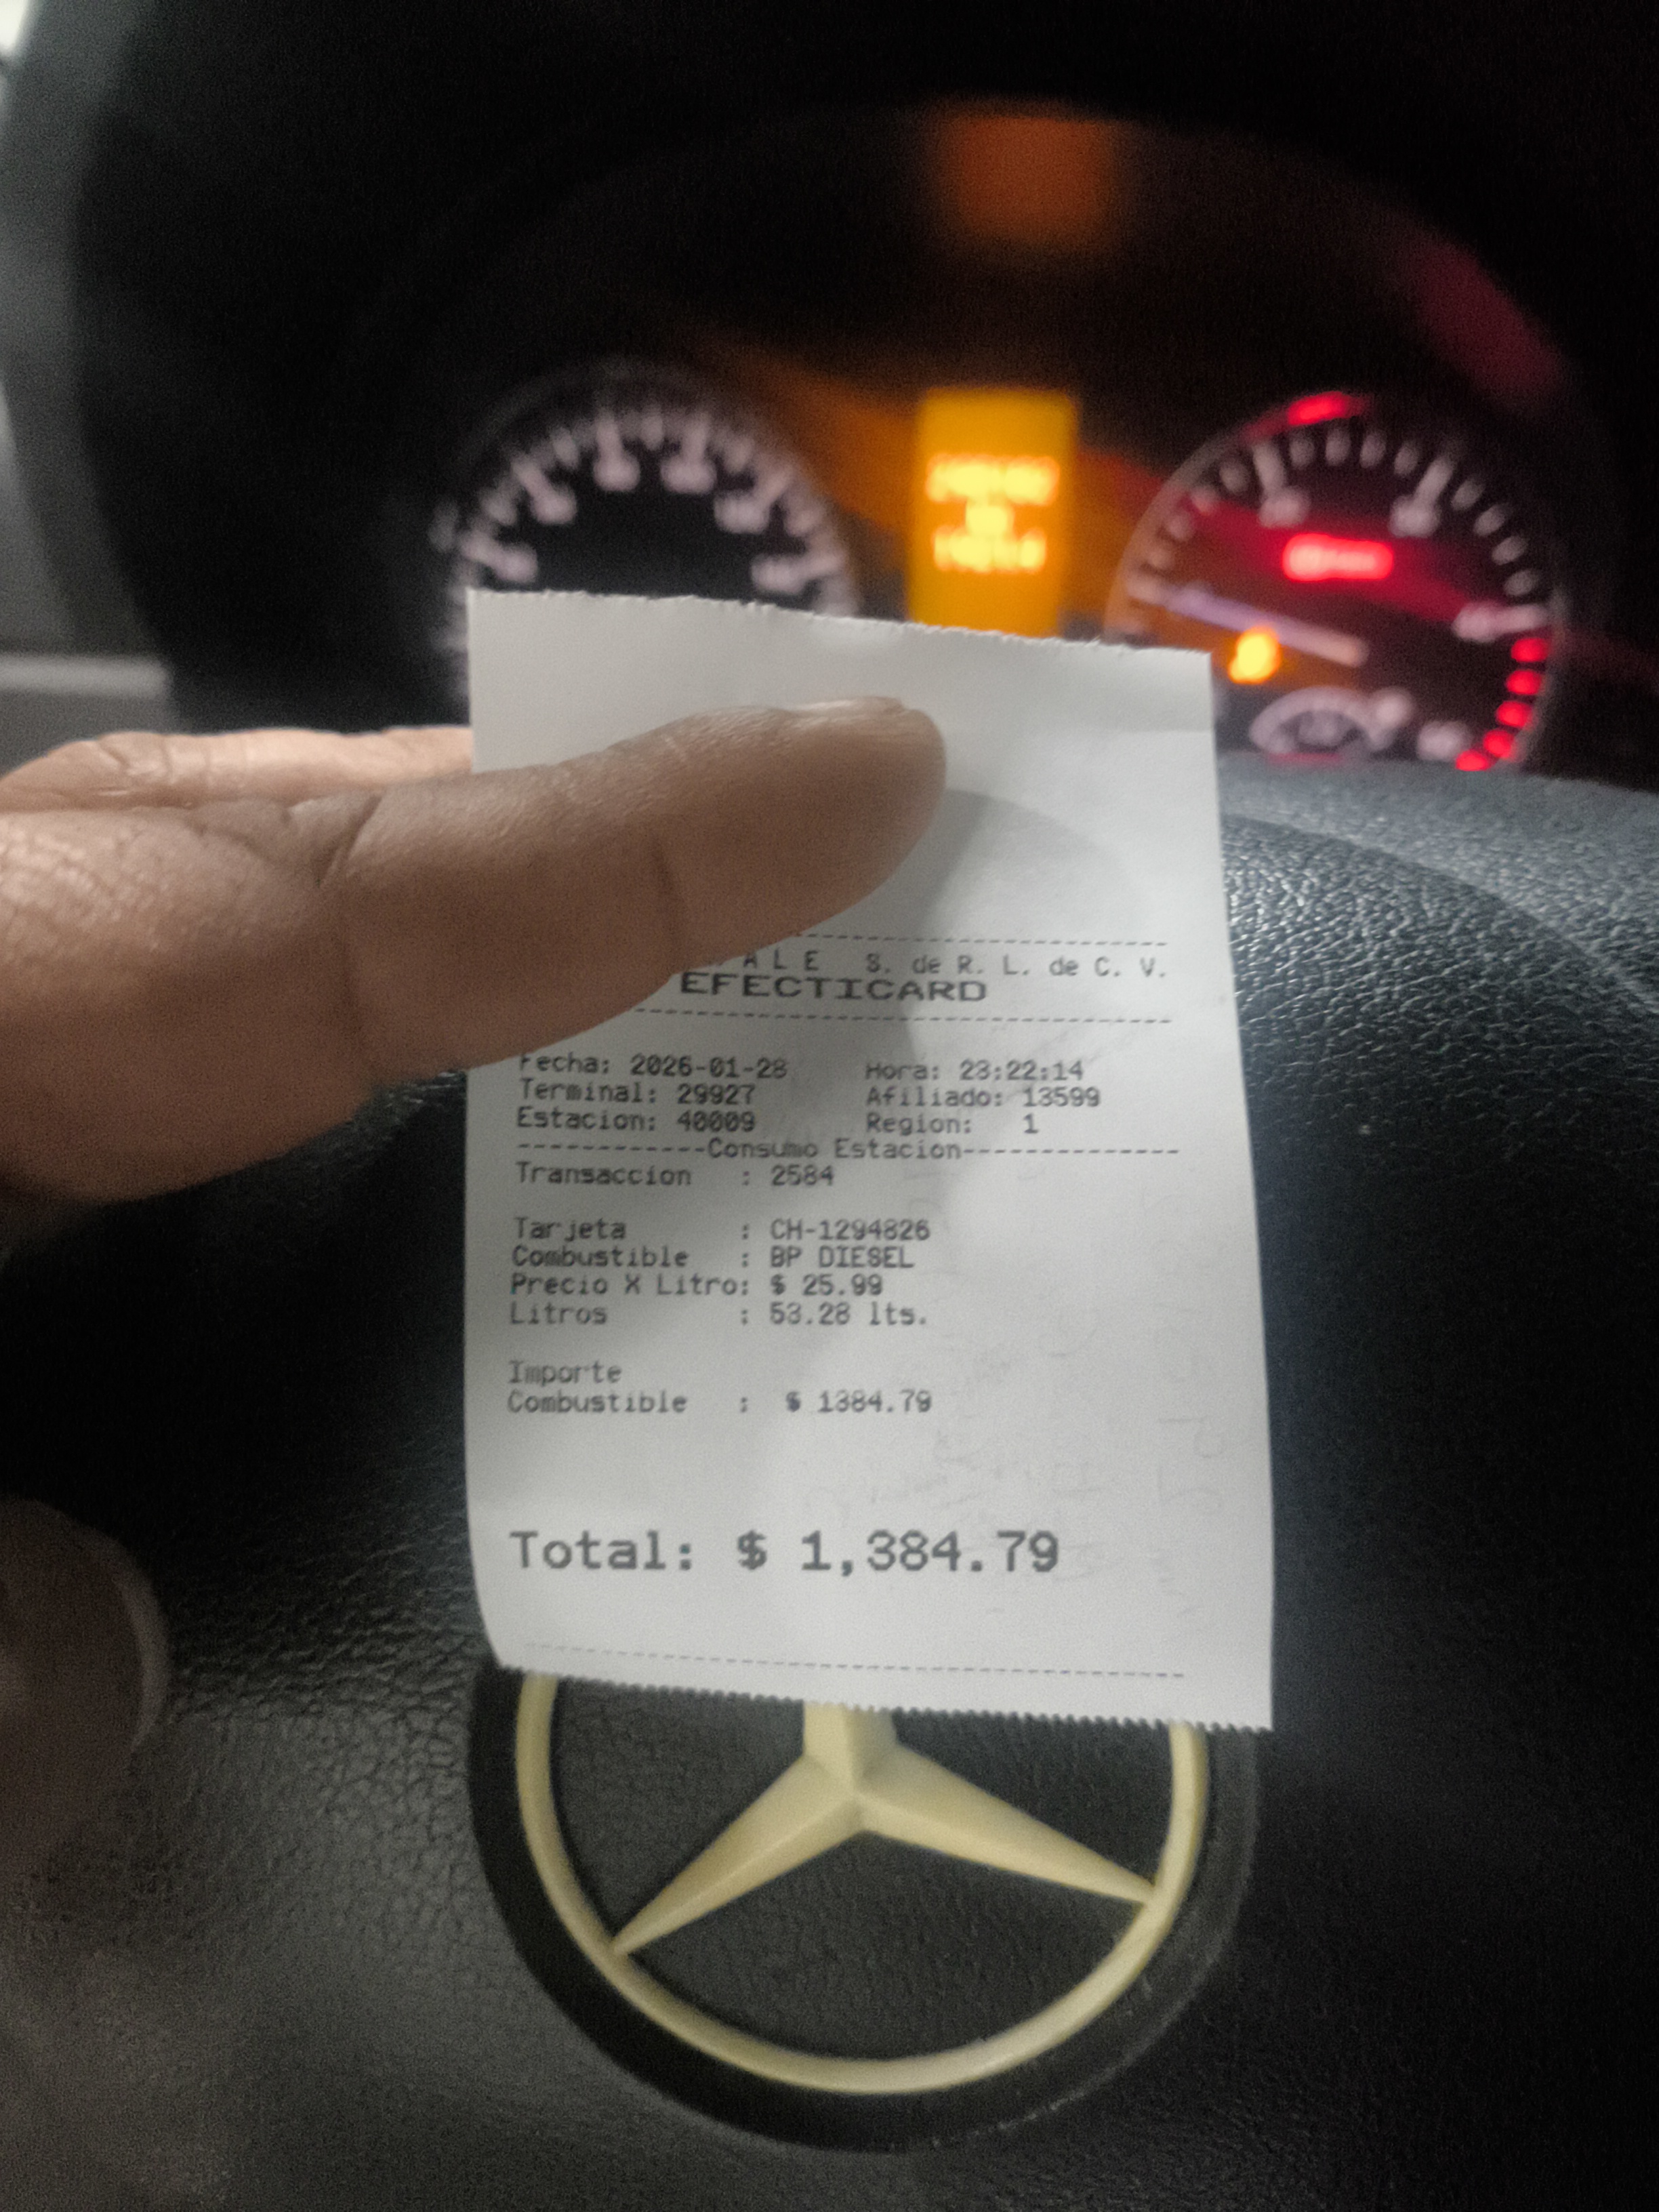 A L E S. de R. L. de C. V.
EFECTICARD
Fecha: 2026-01-28 Hora: 23:22:14
Terminal: 29927 Afiliado: 13599
Estacion: 40009 Region: 1
------------Consumo Estacion--------------
Transaccion : 2584
Tarjeta : CH-1294826
Combustible : BP DIESEL
Precio X Litro: $ 25.99
Litros : 53.28 lts.
Importe
Combustible : $ 1384.79
Total: $ 1,384.79